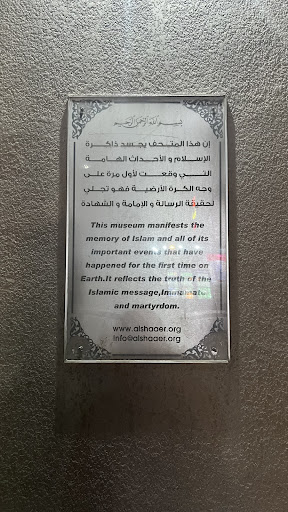 بسم الله الرحمن الرحيم
إن هذا المتحف يجسد ذاكرة
الإسلام و الأحداث الهامة
التي وقعت لأول مرة على
وجه الكرة الأرضية فهو تجلي
لحقيقة الرسالة و الإمامة و الشهادة
This museum manifests the
memory of Islam and all of its
important events that have
happened for the first time on
Earth.It reflects the truth of the
Islamic message,Immamate
and martyrdom.
www.alshaaer.org
info@alshaaer.org